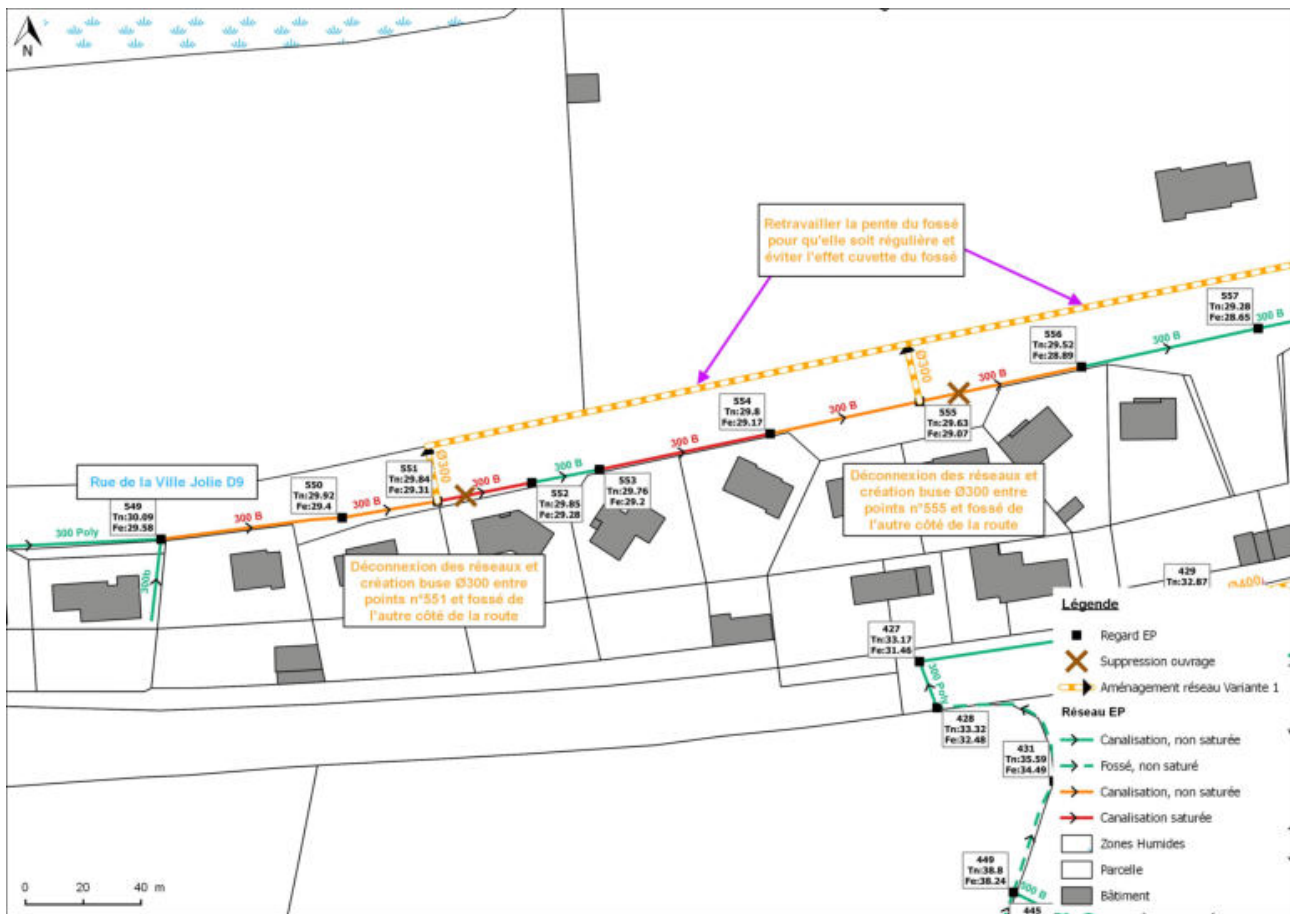 N
Retravailler la pente du fossé
pour qu'elle soit régulière et
éviter l'effet cuvette du fossé
557
Tn:29.28
Fe:28.65
300 B
556
Tn:29.52
Fe:28.89
300 B
Ø300
300 B
554
Tn:29.8
Fe:29.17
300 B
555
Tn:29.63
Fe:29.07
300 B
551
Tn:29.84
Fe:29.31
Ø300
300 B
300 B
552
Tn:29.85
Fe:29.28
553
Tn:29.76
Fe:29.2
Rue de la Ville Jolie D9
550
Tn:29.92
Fe:29.4
300 B
549
Tn:30.09
Fe:29.58
300 B
300 Poly
300b
Déconnexion des réseaux et
création buse Ø300 entre
points n°555 et fossé de
l'autre côté de la route
Déconnexion des réseaux et
création buse Ø300 entre
points n°551 et fossé de
l'autre côté de la route
429
Tn:32.87
Ø400
427
Tn:33.17
Fe:31.46
300 Poly
428
Tn:33.32
Fe:32.48
431
Tn:35.59
Fe:34.49
449
Tn:38.8
Fe:38.24
500 B
445
Légende
Regard EP
Suppression ouvrage
Aménagement réseau Variante 1
Réseau EP
Canalisation, non saturée
Fossé, non saturé
Canalisation, non saturée
Canalisation saturée
Zones Humides
Parcelle
Bâtiment
0 20 40 m